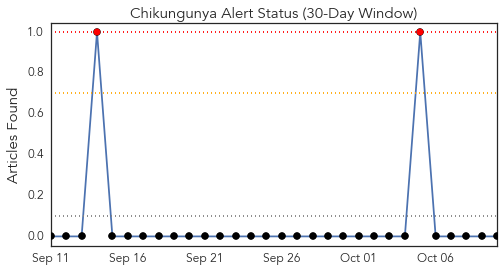 Chikungunya Alert Status (30-Day Window)
Articles Found
1.0
0.8
0.6
0.4
0.2
0.0
Sep 11 Sep 16 Sep 21 Sep 26 Oct 01 Oct 06